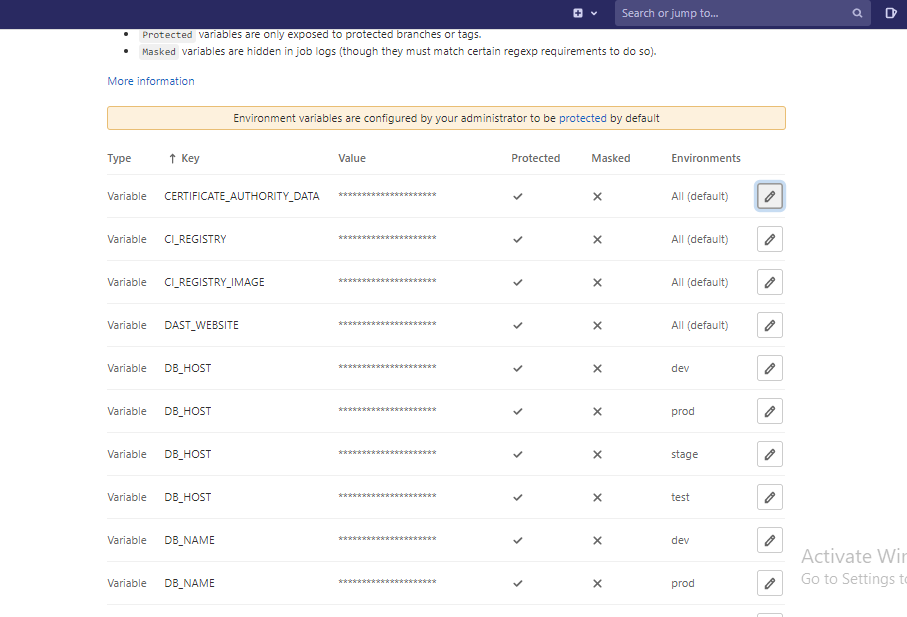 Search or jump to...
Protected variables are only exposed to protected branches or tags.
Masked variables are hidden in job logs (though they must match certain regexp requirements to do so).
More information
Environment variables are configured by your administrator to be protected by default
Type ↑ Key Value Protected Masked Environments
Variable CERTIFICATE_AUTHORITY_DATA ********************* ✓ ✕ All (default)
Variable CI_REGISTRY ********************* ✓ ✕ All (default)
Variable CI_REGISTRY_IMAGE ********************* ✓ ✕ All (default)
Variable DAST_WEBSITE ********************* ✓ ✕ All (default)
Variable DB_HOST ********************* ✓ ✕ dev
Variable DB_HOST ********************* ✓ ✕ prod
Variable DB_HOST ********************* ✓ ✕ stage
Variable DB_HOST ********************* ✓ ✕ test
Variable DB_NAME ********************* ✓ ✕ dev
Variable DB_NAME ********************* ✓ ✕ prod
Activate Win
Go to Settings to